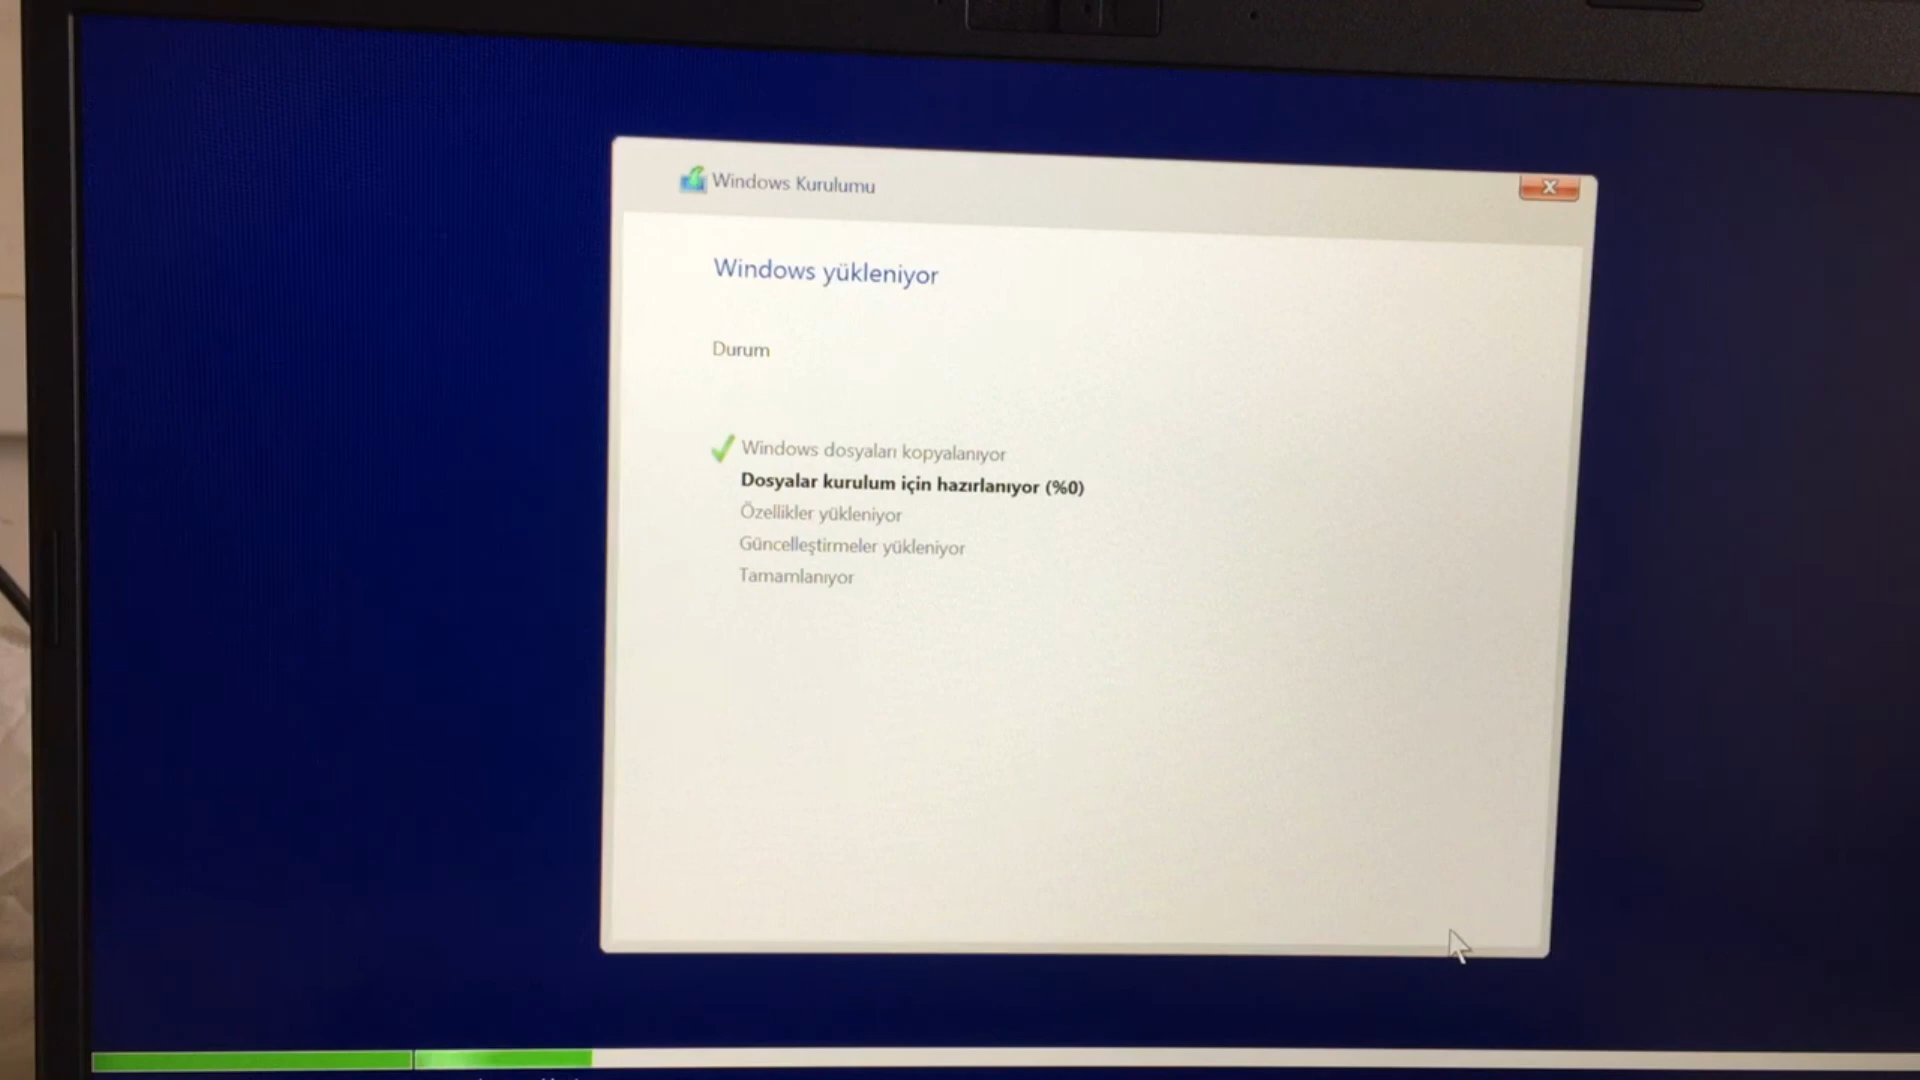 Windows Kurulumu
Windows yükleniyor
Durum
Windows dosyaları kopyalanıyor
Dosyalar kurulum için hazırlanıyor (%0)
Özellikler yükleniyor
Güncelleştirmeler yükleniyor
Tamamlanıyor